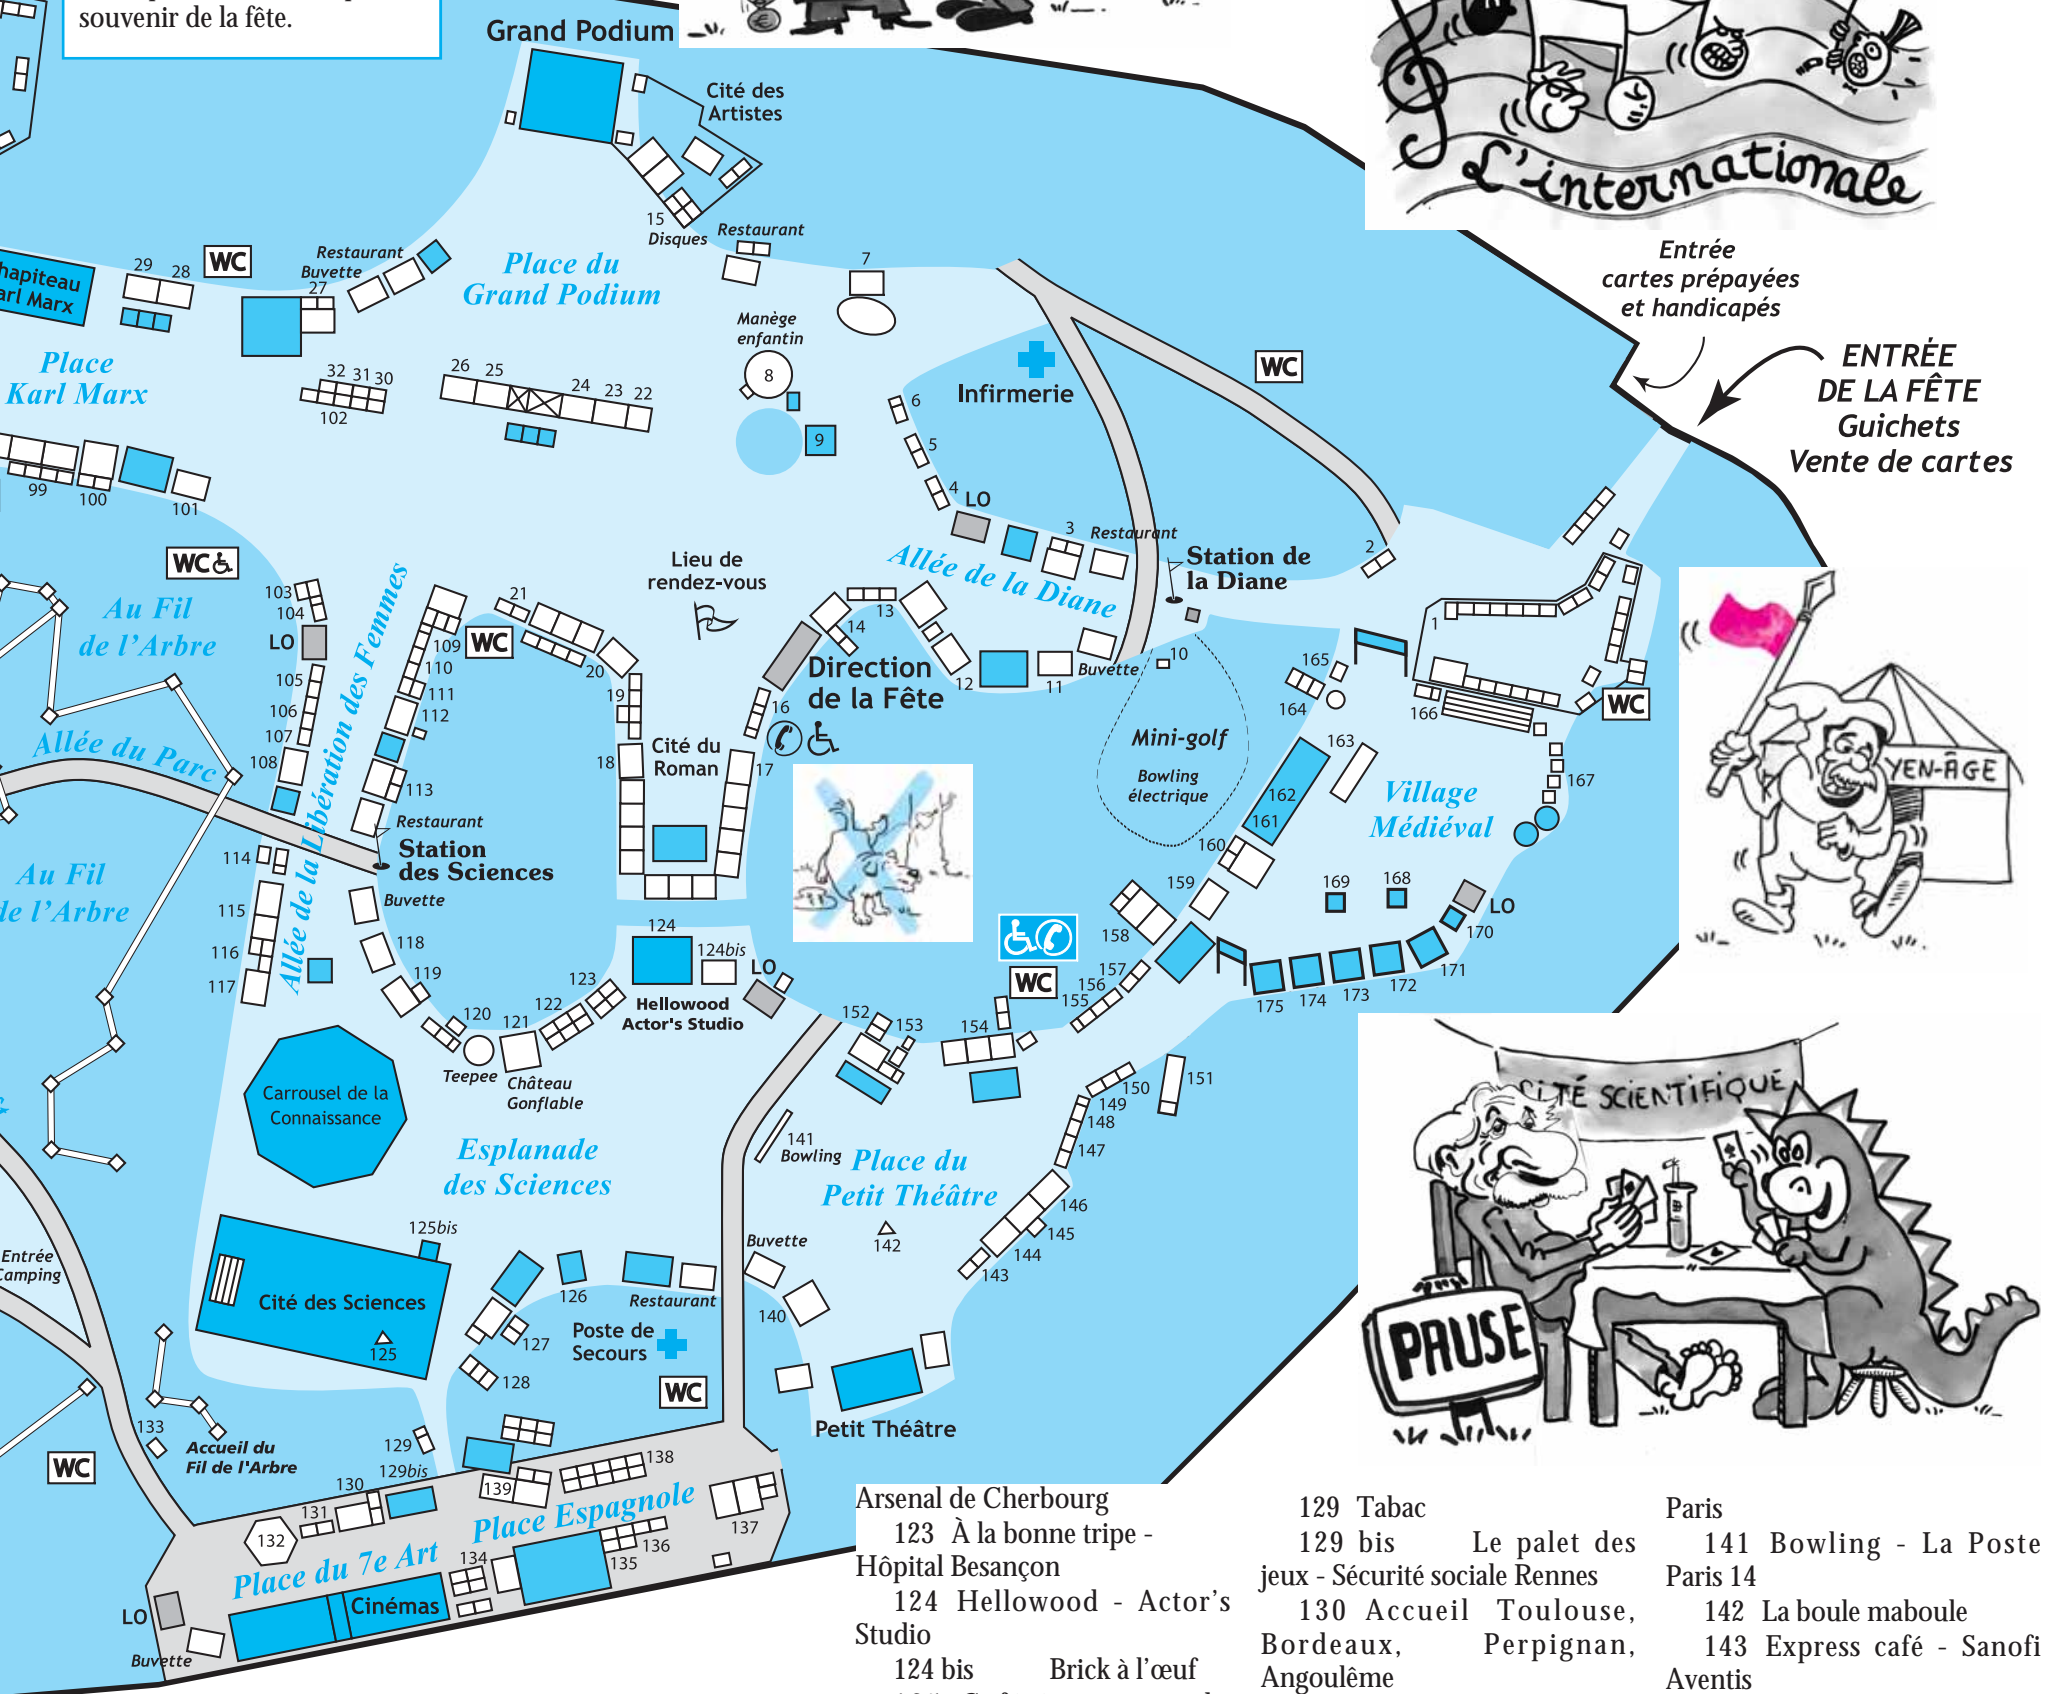 souvenir de la fête.
Grand Podium
Cité des
Artistes
15
Disques
Restaurant
L'internationale
Entrée
cartes prépayées
et handicapés
ENTRÉE
DE LA FÊTE
Guichets
Vente de cartes
hapiteau
arl Marx
29
28
WC
Restaurant
Buvette
27
Place du
Grand Podium
7
Manège
enfantin
8
9
Place
Karl Marx
32
31
30
102
26
25
24
23
22
6
5
4
LO
Infirmerie
WC
99
100
101
WC
3
Restaurant
2
Allée de la Diane
Station de
la Diane
Lieu de
rendez-vous
Au Fil
de l'Arbre
103
104
LO
105
106
107
108
Allée de la Libération des Femmes
109
110
111
112
113
WC
21
20
19
18
13
14
Direction
de la Fête
16
17
12
11
Buvette
10
Cité du
Roman
Allée du Parc
Restaurant
Station
des Sciences
Buvette
Mini-golf
Bowling
électrique
165
164
1
166
WC
163
162
161
160
Village
Médiéval
167
YEN-ÂGE
Au Fil
de l'Arbre
114
115
116
117
118
119
120
Teepee
121
Château
Gonflable
122
123
124
124bis
Hellowood
Actor's Studio
LO
WC
159
158
157
156
155
154
153
152
169
168
LO
170
171
172
173
174
175
Carrousel de la
Connaissance
Esplanade
des Sciences
141
Bowling
Place du
Petit Théâtre
142
151
150
149
148
147
146
145
144
143
CITÉ SCIENTIFIQUE
PAUSE
Entrée
Camping
125bis
Cité des Sciences
125
126
127
128
Restaurant
Poste de
Secours
WC
Buvette
140
Petit Théâtre
133
Accueil du
Fil de l'Arbre
WC
129
129bis
130
131
132
139
138
137
136
135
134
Place Espagnole
Place du 7e Art
Cinémas
LO
Buvette
Arsenal de Cherbourg
123 À la bonne tripe -
Hôpital Besançon
124 Hellowood - Actor's
Studio
124 bis Brick à l'œuf
129 Tabac
129 bis Le palet des
jeux - Sécurité sociale Rennes
130 Accueil Toulouse,
Bordeaux, Perpignan,
Angoulême
Paris
141 Bowling - La Poste
Paris 14
142 La boule maboule
143 Express café - Sanofi
Aventis